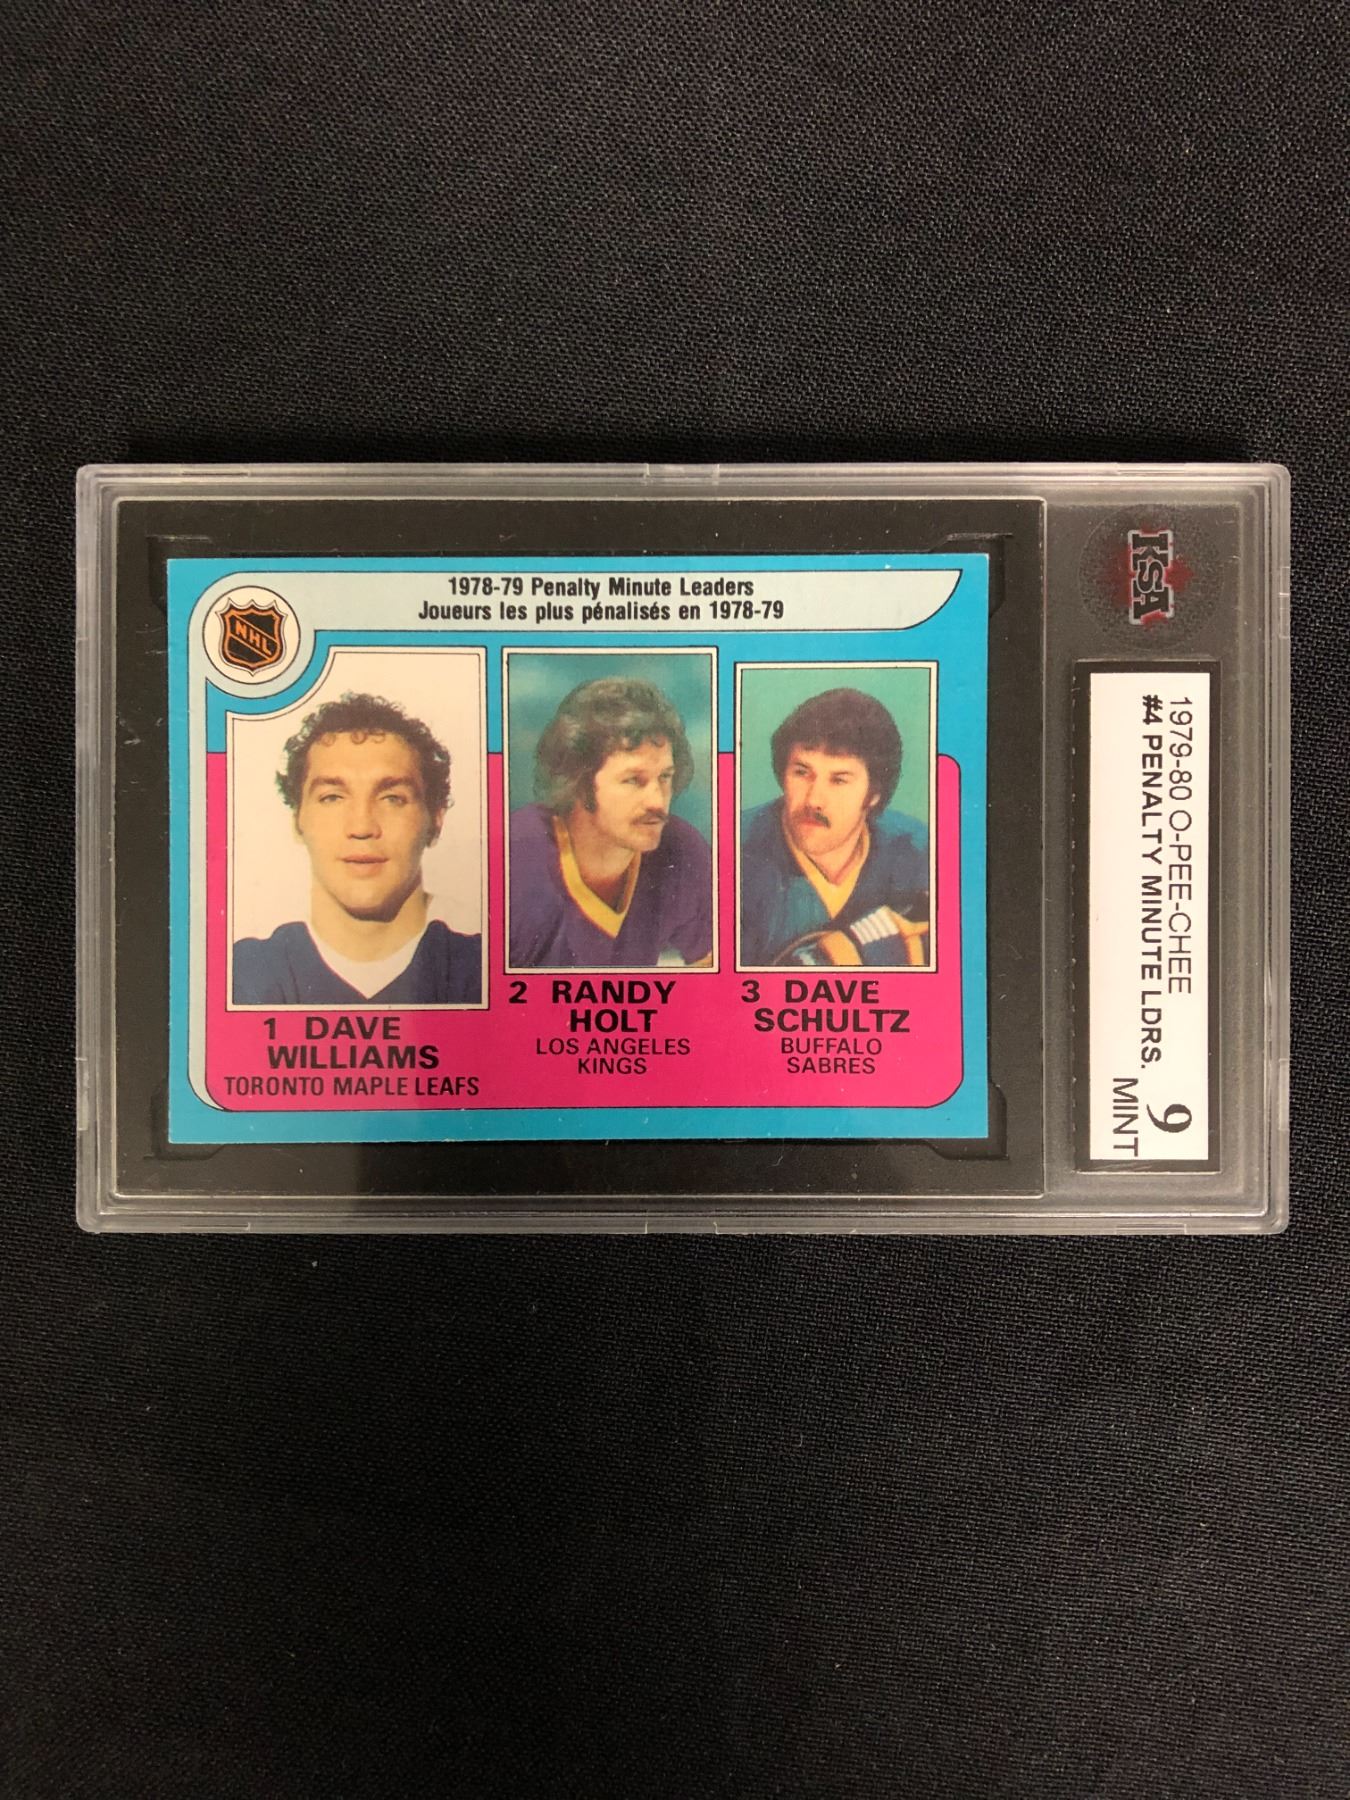 1978-79 Penalty Minute Leaders
Joueurs les plus pénalisés en 1978-79
NHL
1 DAVE
WILLIAMS
TORONTO MAPLE LEAFS
2 RANDY
HOLT
LOS ANGELES
KINGS
3 DAVE
SCHULTZ
BUFFALO
SABRES
KSA
1979-80 O-PEE-CHEE
#4 PENALTY MINUTE LDRS.
9
MINT